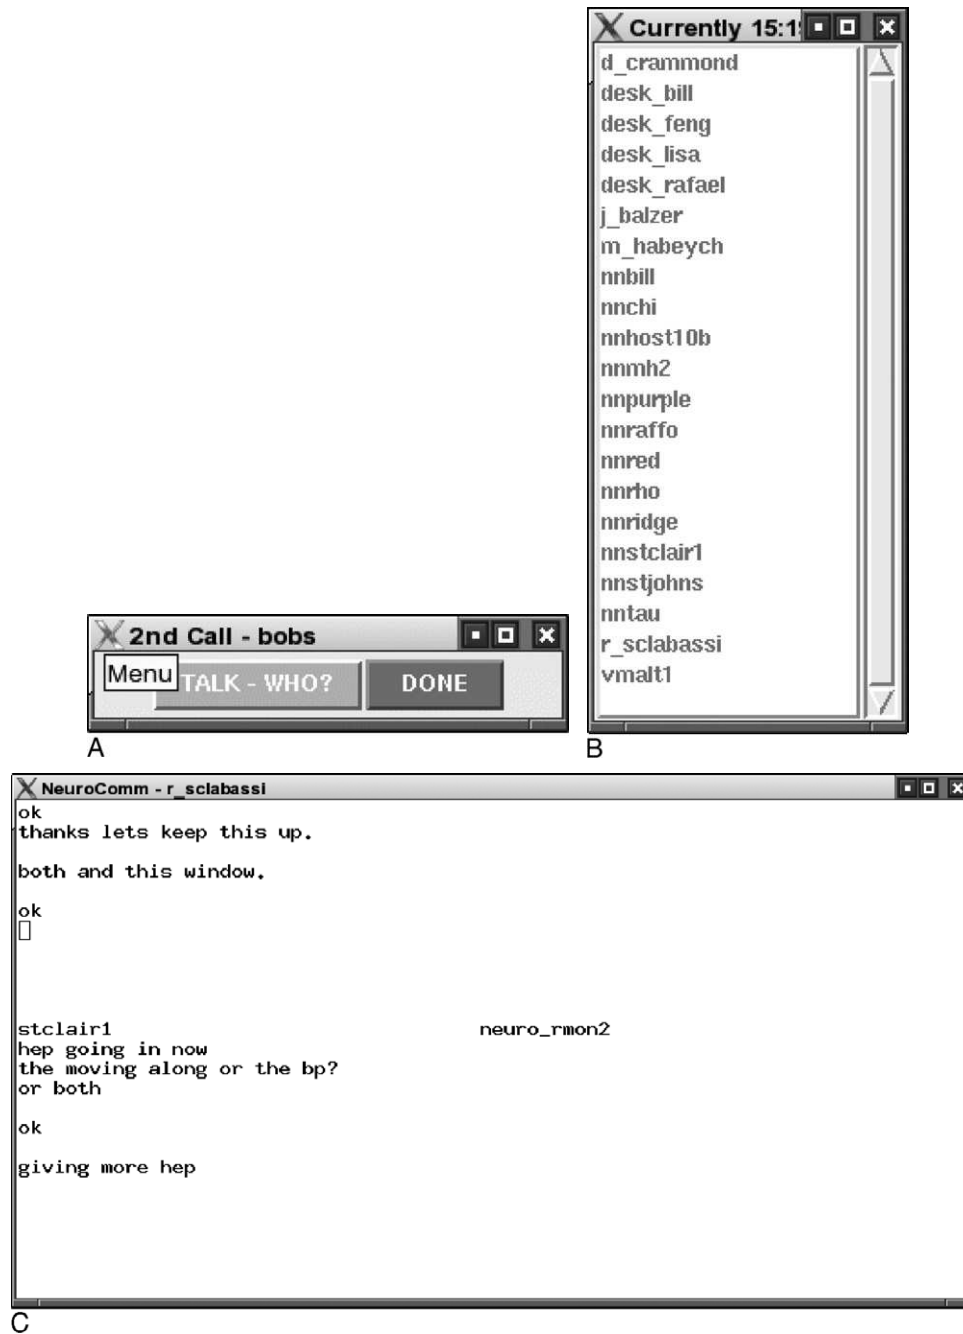 Currently 15:1
d_crammond
desk_bill
desk_feng
desk_lisa
desk_rafael
j_balzer
m_habeych
nnbill
nnchi
nnhost10b
nnmh2
nnpurple
nnraffo
nnred
nnrho
nnridge
nnstclair1
nnstjohns
nntau
r_sclabassi
vmalt1
2nd Call - bobs
Menu TALK - WHO? DONE
A
B
NeuroComm - r_sclabassi
ok
thanks lets keep this up.
both and this window.
ok
stclair1 neuro_rmon2
hep going in now
the moving along or the bp?
or both
ok
giving more hep
C